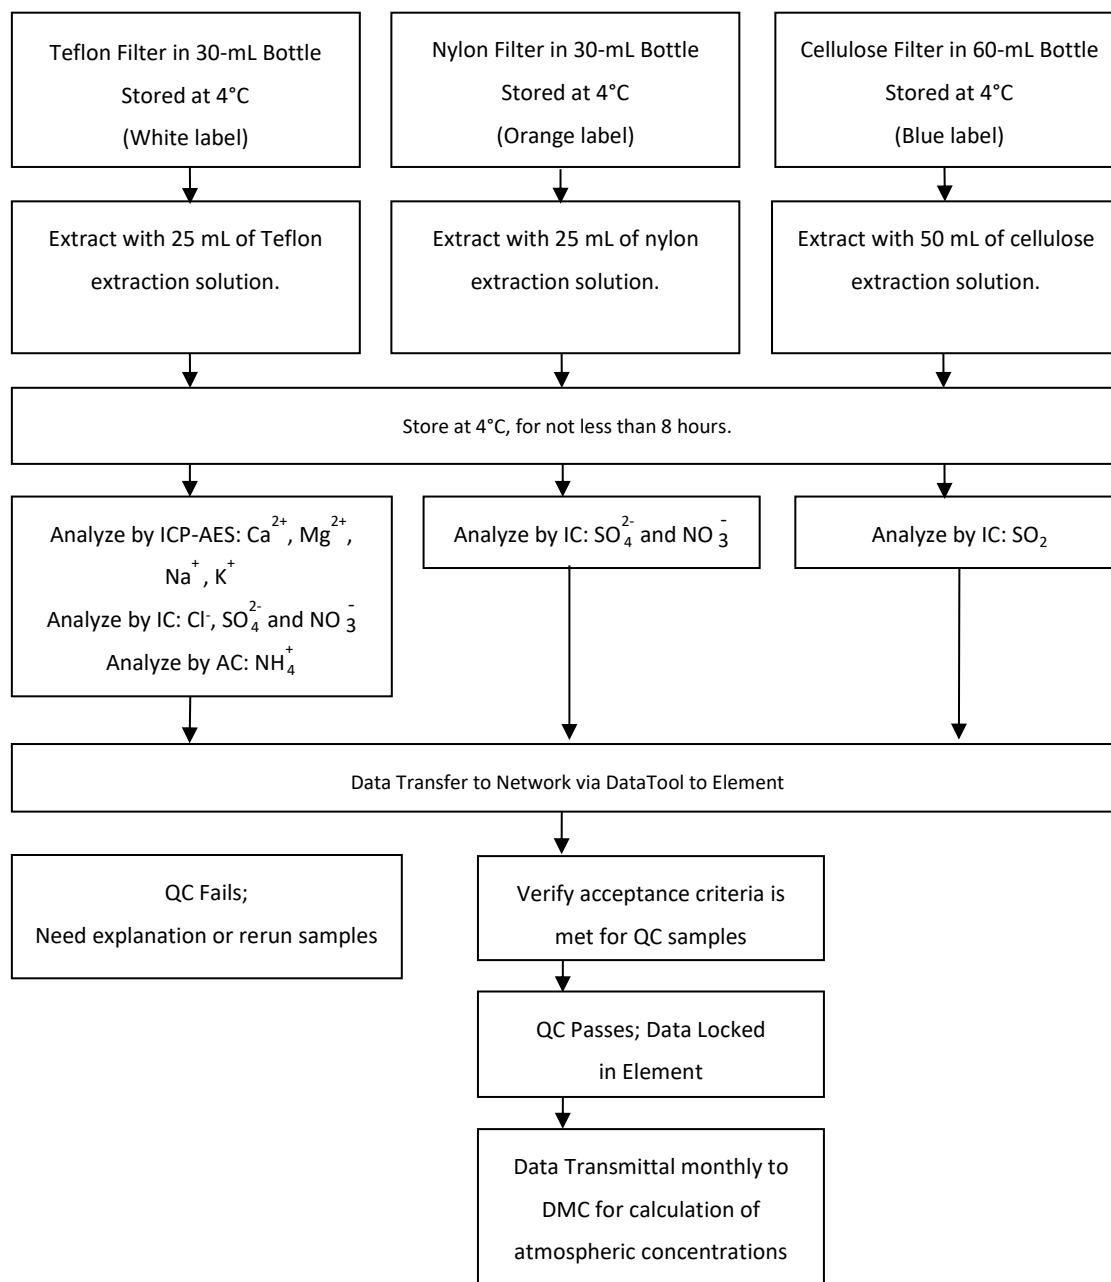 Teflon Filter in 30-mL Bottle
Stored at 4°C
(White label)
Nylon Filter in 30-mL Bottle
Stored at 4°C
(Orange label)
Cellulose Filter in 60-mL Bottle
Stored at 4°C
(Blue label)
Extract with 25 mL of Teflon
extraction solution.
Extract with 25 mL of nylon
extraction solution.
Extract with 50 mL of cellulose
extraction solution.
Store at 4°C, for not less than 8 hours.
Analyze by ICP-AES: Ca²⁺, Mg²⁺,
Na⁺, K⁺
Analyze by IC: Cl⁻, SO₄²⁻ and NO₃⁻
Analyze by AC: NH₄⁺
Analyze by IC: SO₄²⁻ and NO₃⁻
Analyze by IC: SO₂
Data Transfer to Network via DataTool to Element
QC Fails;
Need explanation or rerun samples
Verify acceptance criteria is
met for QC samples
QC Passes; Data Locked
in Element
Data Transmittal monthly to
DMC for calculation of
atmospheric concentrations